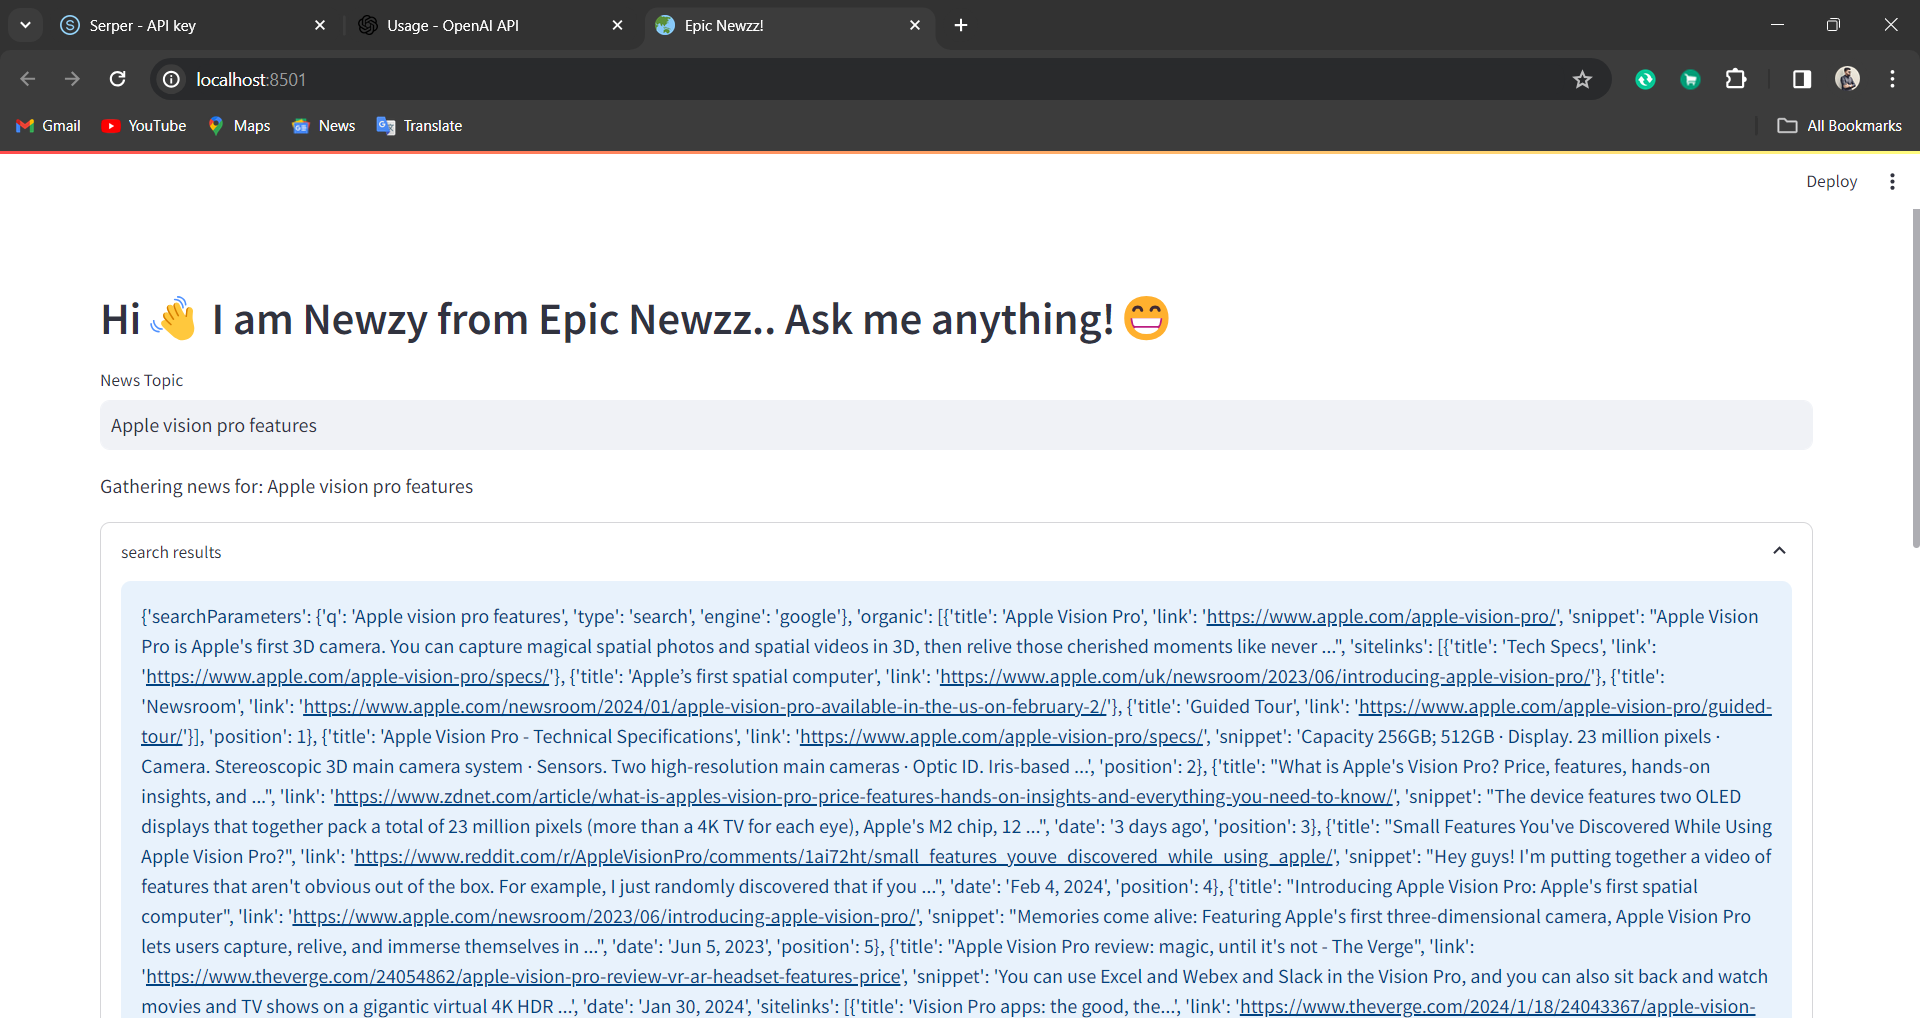 Serper - API key
Usage - OpenAI API
Epic Newzz!
localhost:8501
Gmail
YouTube
Maps
News
Translate
All Bookmarks
Deploy
Hi 👋 I am Newzy from Epic Newzz.. Ask me anything! 😁
News Topic
Apple vision pro features
Gathering news for: Apple vision pro features
search results
{'searchParameters': {'q': 'Apple vision pro features', 'type': 'search', 'engine': 'google'}, 'organic': [{'title': 'Apple Vision Pro', 'link': 'https://www.apple.com/apple-vision-pro/', 'snippet': "Apple Vision
Pro is Apple's first 3D camera. You can capture magical spatial photos and spatial videos in 3D, then relive those cherished moments like never ...", 'sitelinks': [{'title': 'Tech Specs', 'link':
'https://www.apple.com/apple-vision-pro/specs/'}, {'title': 'Apple’s first spatial computer', 'link': 'https://www.apple.com/uk/newsroom/2023/06/introducing-apple-vision-pro/'}, {'title':
'Newsroom', 'link': 'https://www.apple.com/newsroom/2024/01/apple-vision-pro-available-in-the-us-on-february-2/'}, {'title': 'Guided Tour', 'link': 'https://www.apple.com/apple-vision-pro/guided-
tour/'}], 'position': 1}, {'title': 'Apple Vision Pro - Technical Specifications', 'link': 'https://www.apple.com/apple-vision-pro/specs/', 'snippet': 'Capacity 256GB; 512GB · Display. 23 million pixels ·
Camera. Stereoscopic 3D main camera system · Sensors. Two high-resolution main cameras · Optic ID. Iris-based ...', 'position': 2}, {'title': "What is Apple's Vision Pro? Price, features, hands-on
insights, and ...", 'link': 'https://www.zdnet.com/article/what-is-apples-vision-pro-price-features-hands-on-insights-and-everything-you-need-to-know/', 'snippet': "The device features two OLED
displays that together pack a total of 23 million pixels (more than a 4K TV for each eye), Apple's M2 chip, 12 ...", 'date': '3 days ago', 'position': 3}, {'title': "Small Features You've Discovered While Using
Apple Vision Pro?", 'link': 'https://www.reddit.com/r/AppleVisionPro/comments/1ai72ht/small_features_youve_discovered_while_using_apple/', 'snippet': "Hey guys! I'm putting together a video of
features that aren't obvious out of the box. For example, I just randomly discovered that if you ...", 'date': 'Feb 4, 2024', 'position': 4}, {'title': "Introducing Apple Vision Pro: Apple's first spatial
computer", 'link': 'https://www.apple.com/newsroom/2023/06/introducing-apple-vision-pro/', 'snippet': "Memories come alive: Featuring Apple's first three-dimensional camera, Apple Vision Pro
lets users capture, relive, and immerse themselves in ...", 'date': 'Jun 5, 2023', 'position': 5}, {'title': "Apple Vision Pro review: magic, until it's not - The Verge", 'link':
'https://www.theverge.com/24054862/apple-vision-pro-review-vr-ar-headset-features-price', 'snippet': 'You can use Excel and Webex and Slack in the Vision Pro, and you can also sit back and watch
movies and TV shows on a gigantic virtual 4K HDR ...', 'date': 'Jan 30, 2024', 'sitelinks': [{'title': 'Vision Pro apps: the good, the...', 'link': 'https://www.theverge.com/2024/1/18/24043367/apple-vision-